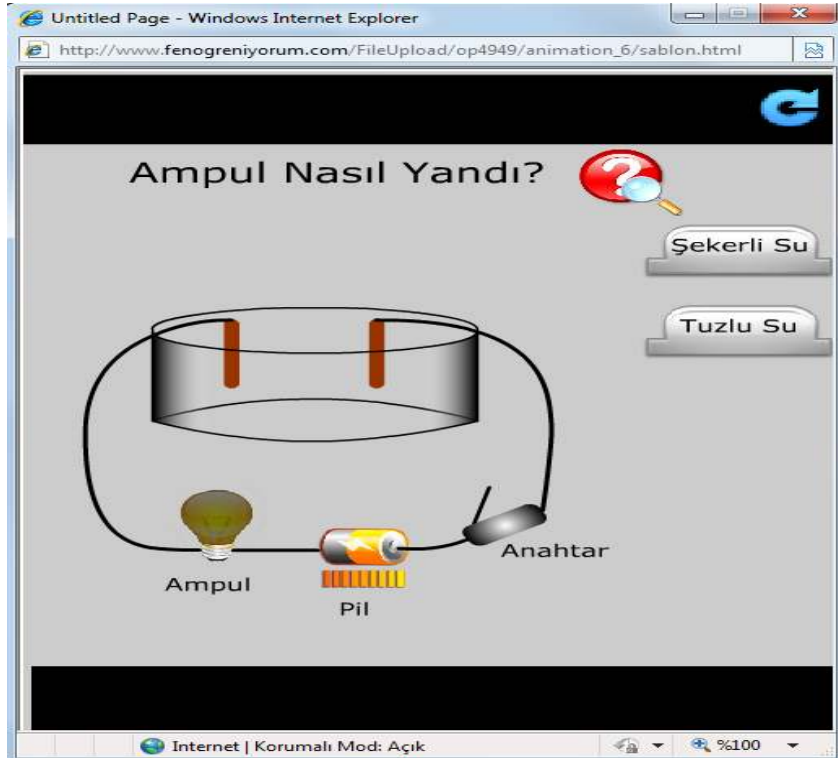 Untitled Page - Windows Internet Explorer
http://www.fenogreniyorum.com/FileUpload/op4949/animation_6/sablon.html
Ampul Nasıl Yandı?
Şekerli Su
Tuzlu Su
Anahtar
Ampul
Pil
Internet | Korumalı Mod: Açık
%100